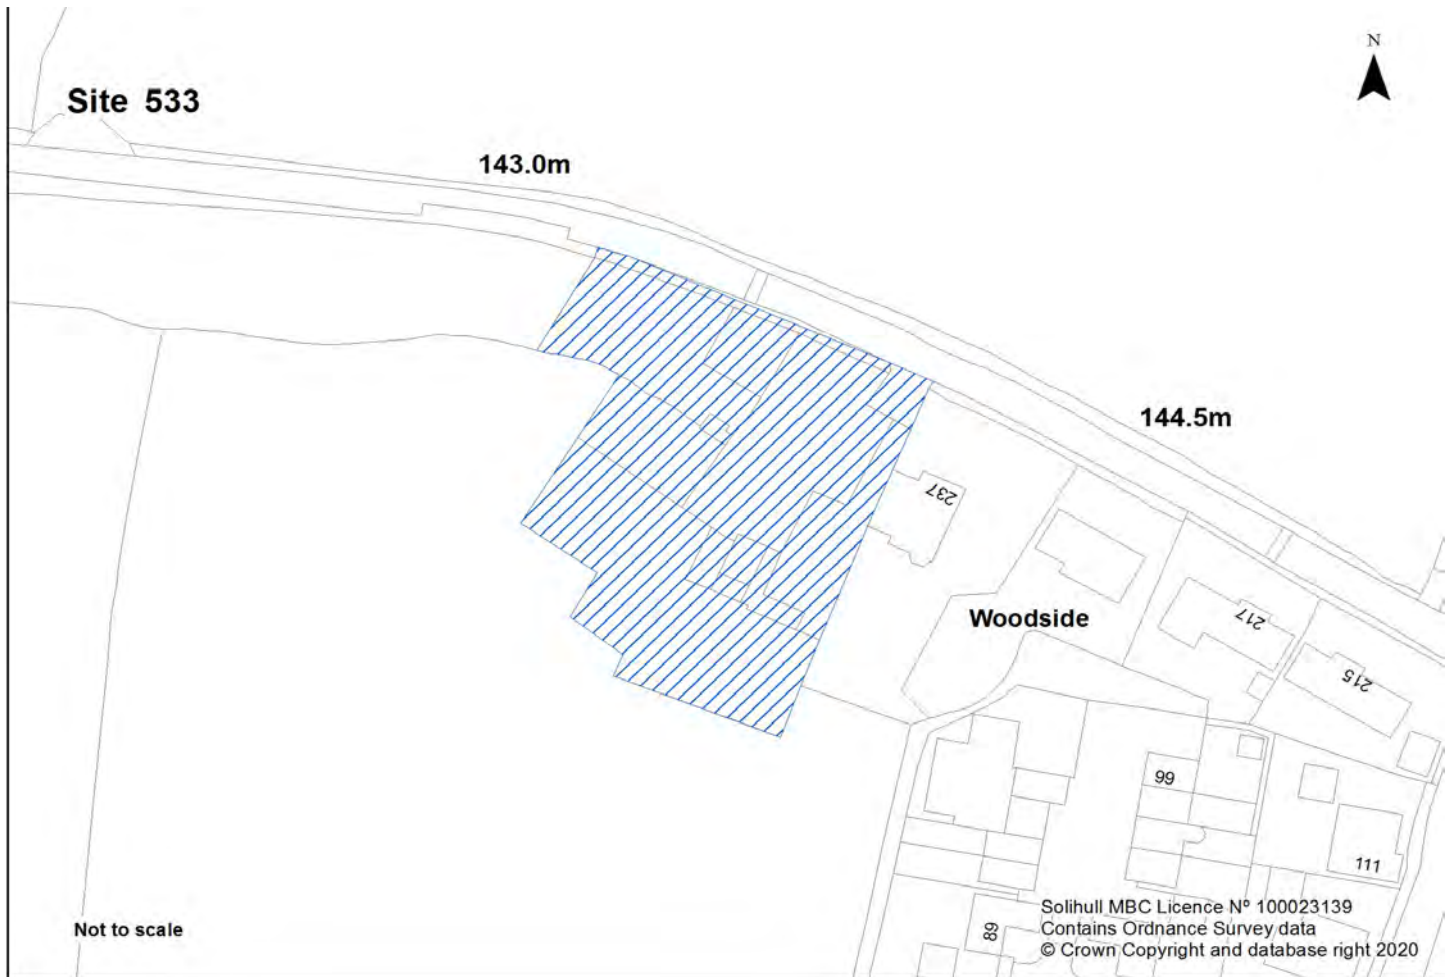 N
Site 533
143.0m
144.5m
237
Woodside
217
215
99
111
89
Not to scale
Solihull MBC Licence Nº 100023139
Contains Ordnance Survey data
© Crown Copyright and database right 2020